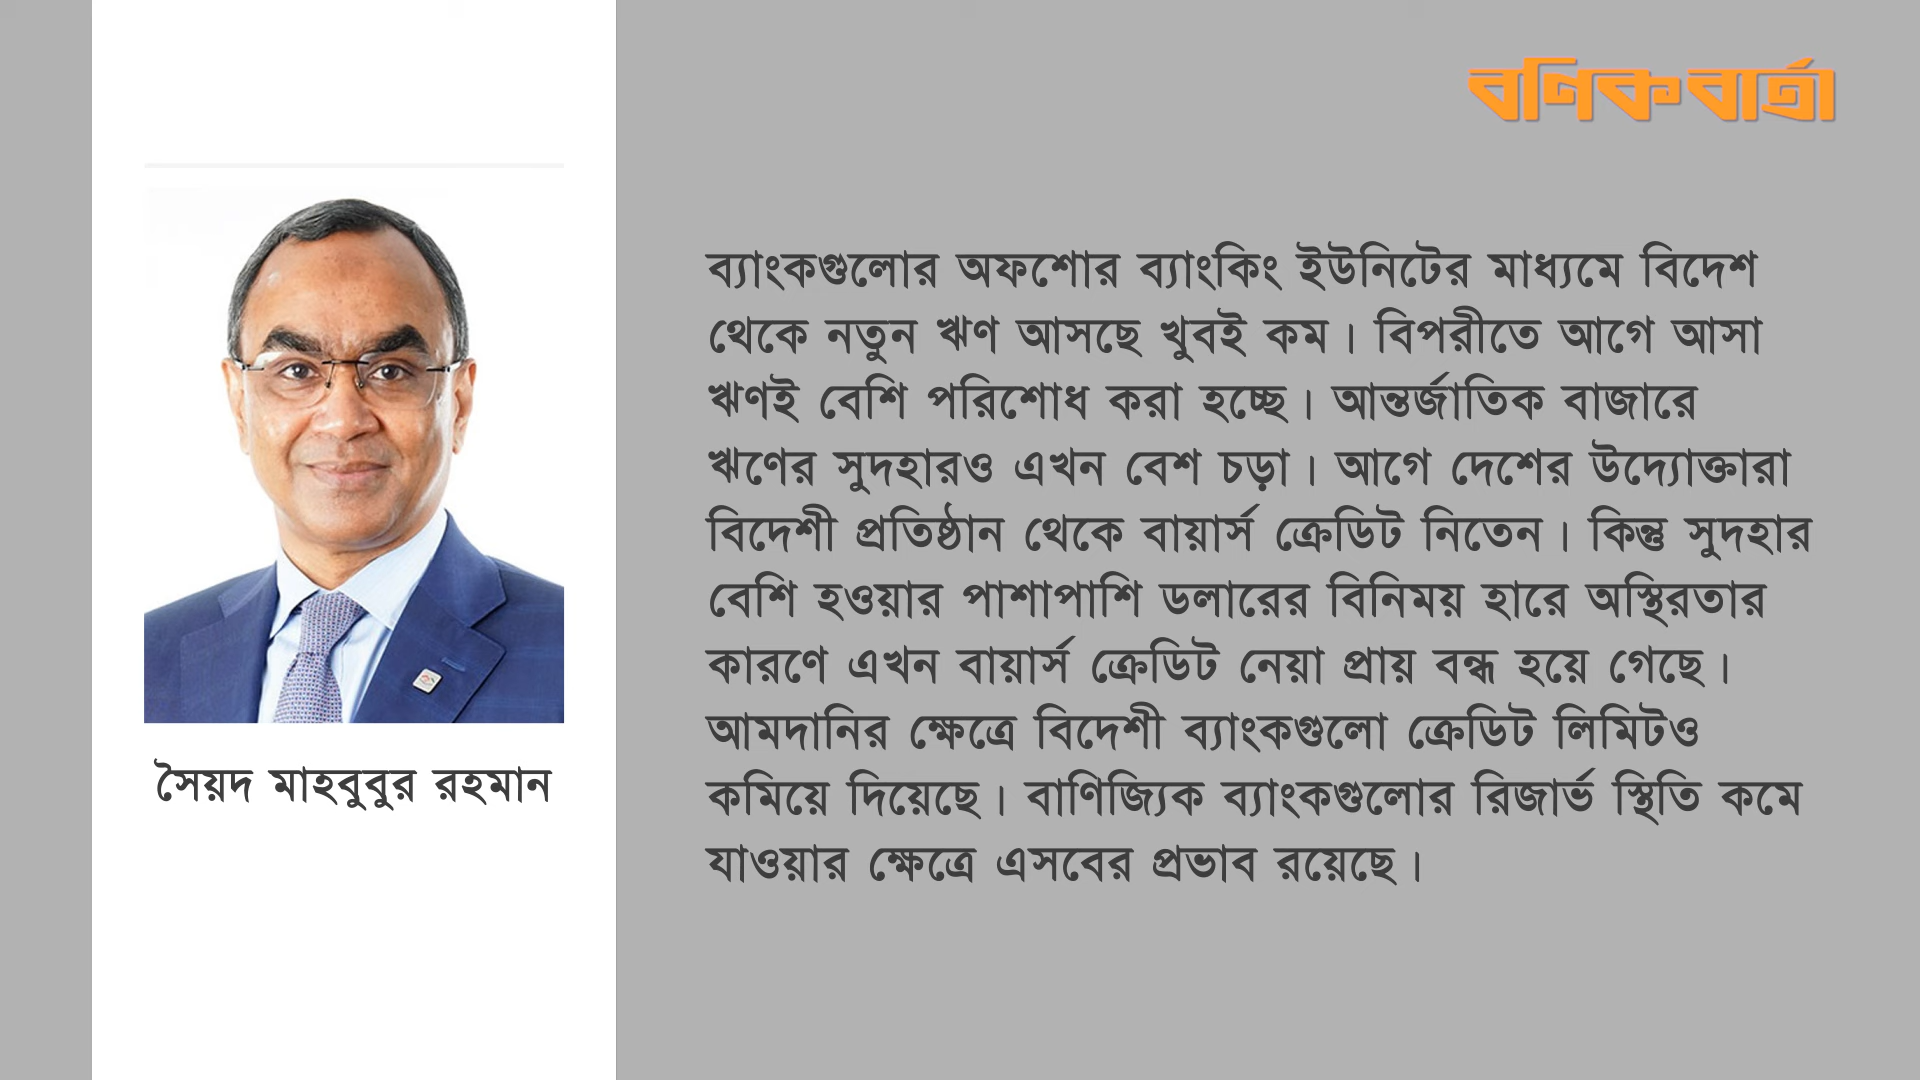 বণিক বার্তা
ব্যাংকগুলোর অফশোর ব্যাংকিং ইউনিটের মাধ্যমে বিদেশ
থেকে নতুন ঋণ আসছে খুবই কম। বিপরীতে আগে আসা
ঋণই বেশি পরিশোধ করা হচ্ছে। আন্তর্জাতিক বাজারে
ঋণের সুদহারও এখন বেশ চড়া। আগে দেশের উদ্যোক্তারা
বিদেশী প্রতিষ্ঠান থেকে বায়ার্স ক্রেডিট নিতেন। কিন্তু সুদহার
বেশি হওয়ার পাশাপাশি ডলারের বিনিময় হারে অস্থিরতার
কারণে এখন বায়ার্স ক্রেডিট নেয়া প্রায় বন্ধ হয়ে গেছে।
আমদানির ক্ষেত্রে বিদেশী ব্যাংকগুলো ক্রেডিট লিমিটও
কমিয়ে দিয়েছে। বাণিজ্যিক ব্যাংকগুলোর রিজার্ভ স্থিতি কমে
যাওয়ার ক্ষেত্রে এসবের প্রভাব রয়েছে।
সৈয়দ মাহবুবুর রহমান